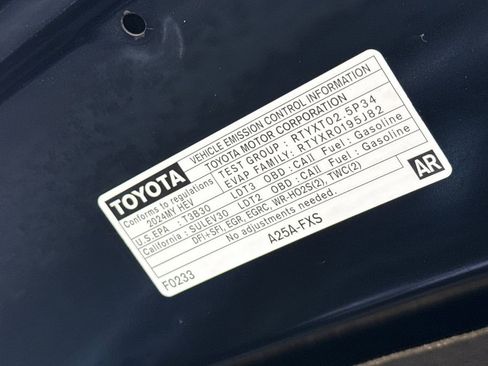 TOYOTA
VEHICLE EMISSION CONTROL INFORMATION
TOYOTA MOTOR CORPORATION
TEST GROUP : RTYXT02.5P34
EVAP FAMILY: RTYXR0195J82
Conforms to regulations
2024MY HEV
U.S.EPA : T3B30 LDT3 OBD :CAⅡ Fuel : Gasoline
California : SULEV30 LDT2 OBD :CAⅡ Fuel : Gasoline
DFI+SFI, EGR, EGRC, WR-HO2S(2) TWC(2)
No adjustments needed.
AR
A25A-FXS
F0233